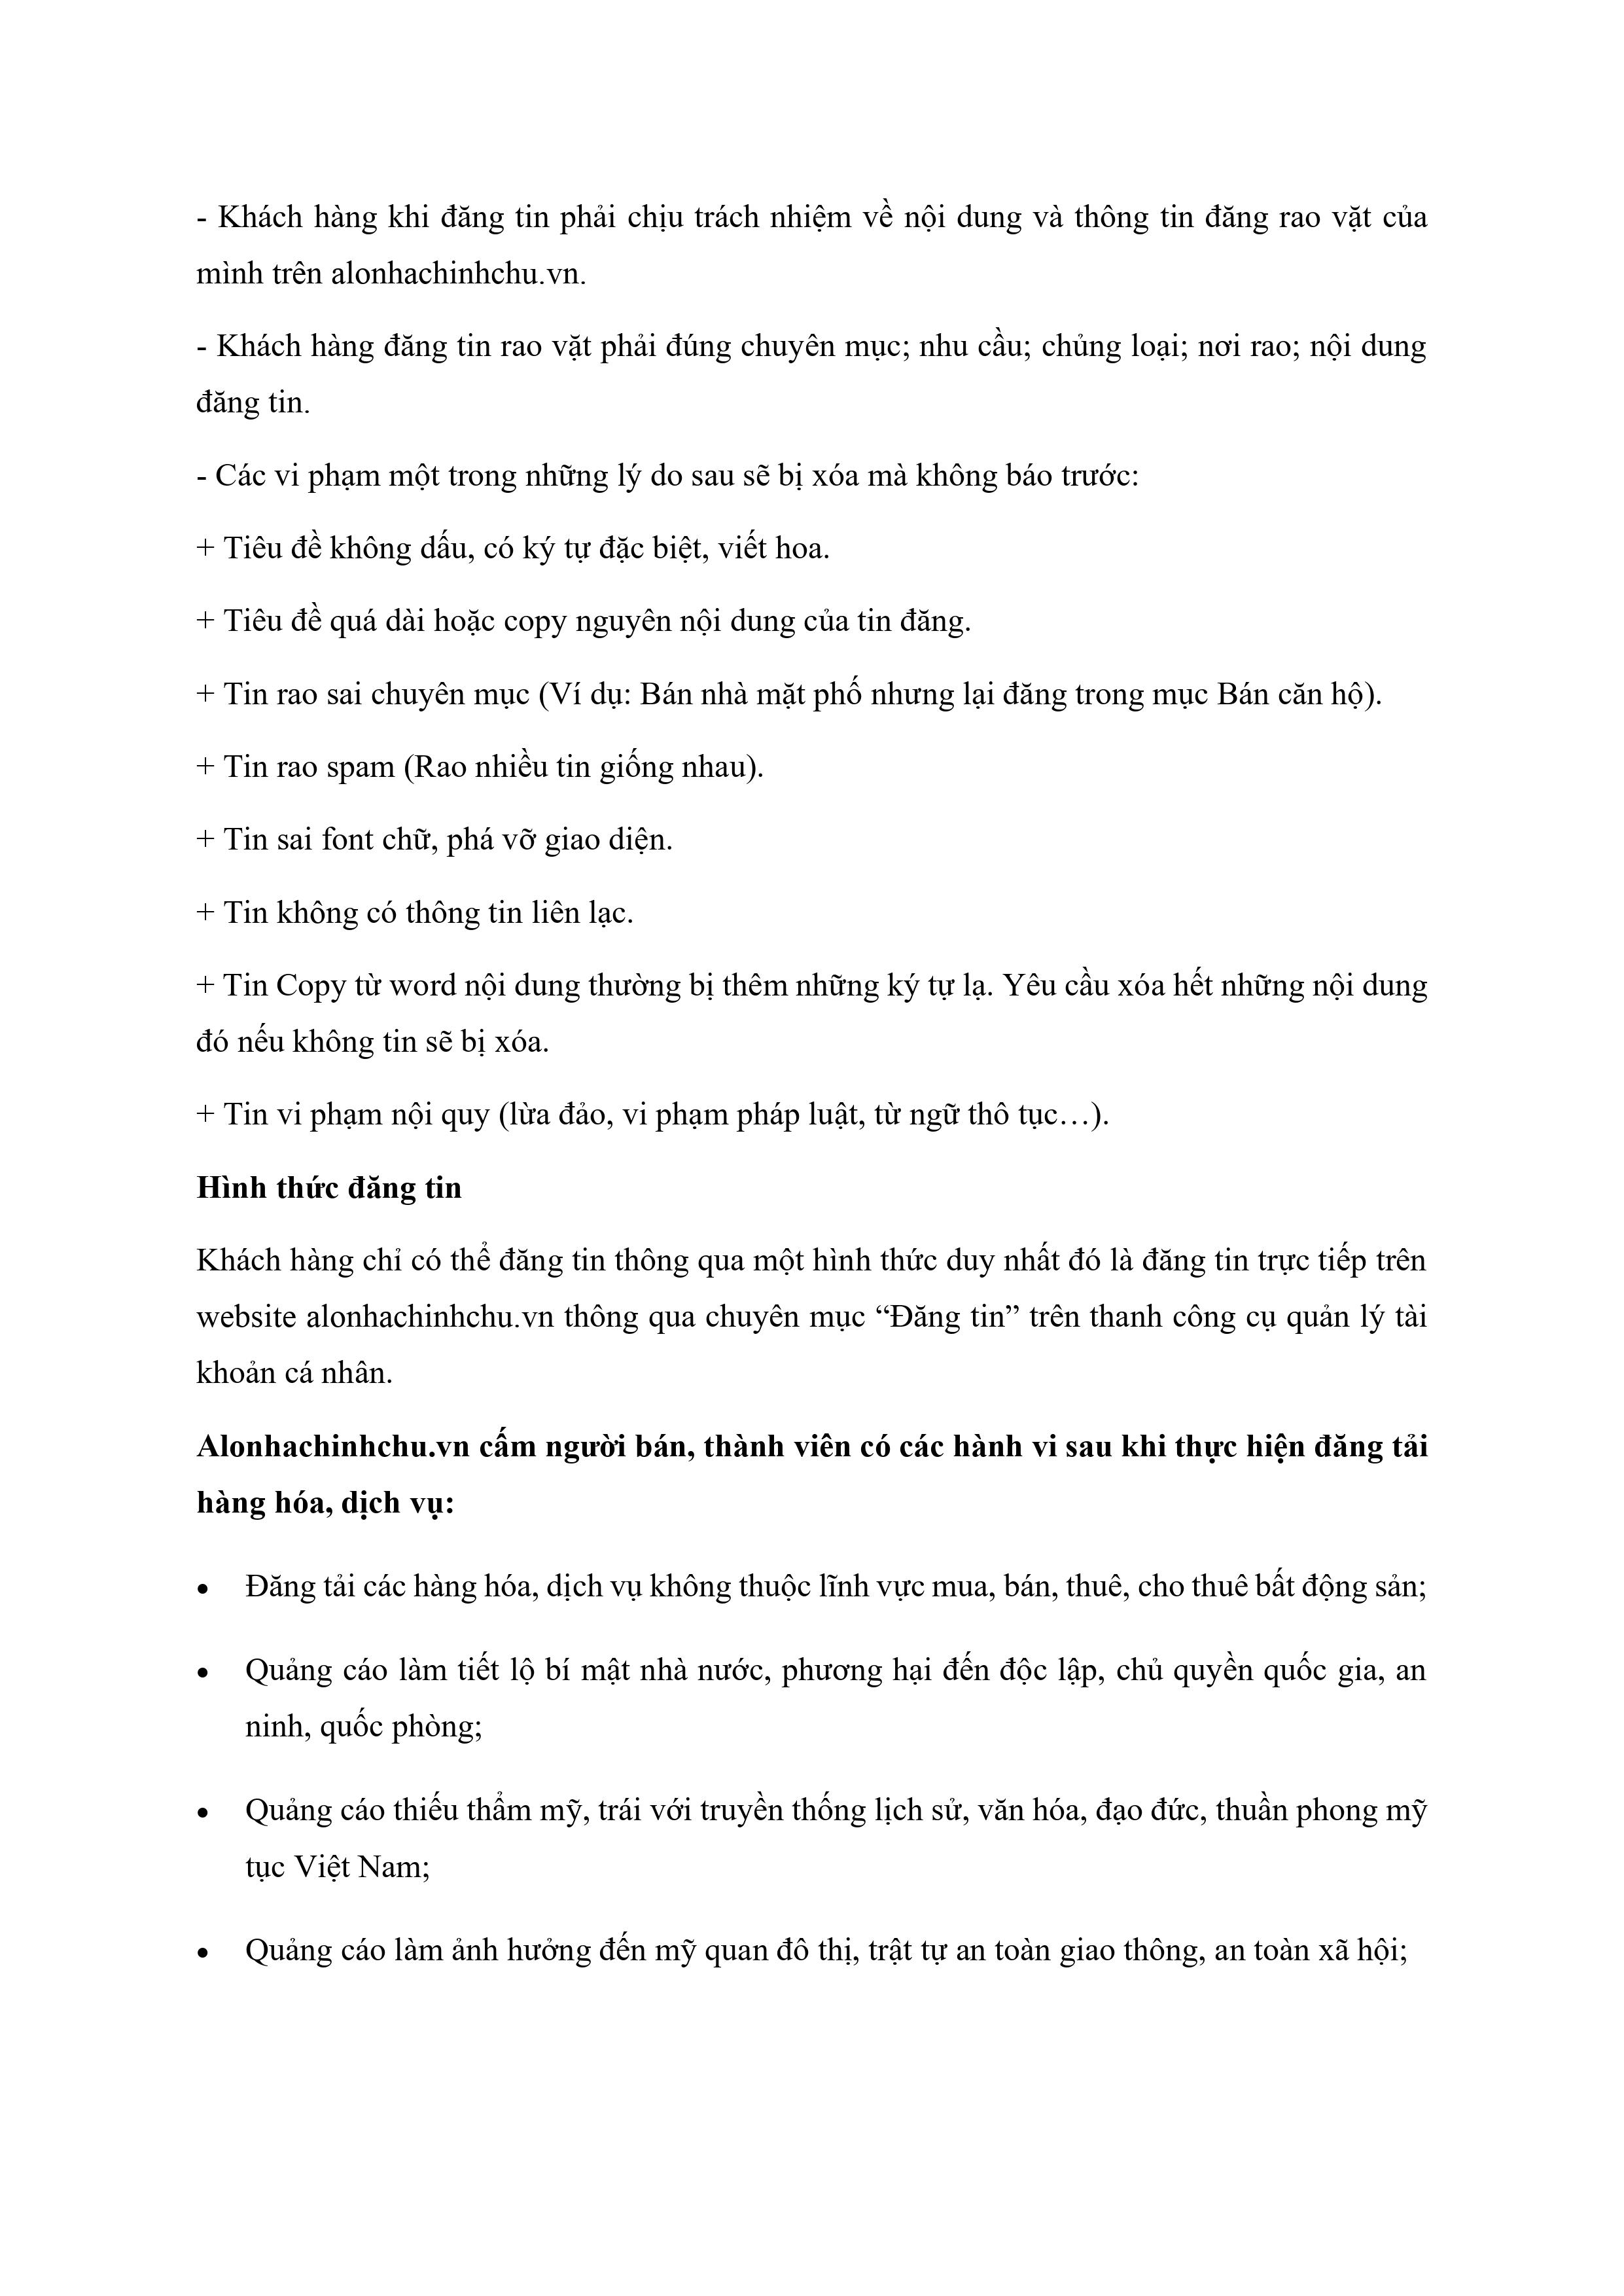 - Khách hàng khi đăng tin phải chịu trách nhiệm về nội dung và thông tin đăng rao vặt của
mình trên alonhachinhchu.vn.
- Khách hàng đăng tin rao vặt phải đúng chuyên mục; nhu cầu; chủng loại; nơi rao; nội dung
đăng tin.
- Các vi phạm một trong những lý do sau sẽ bị xóa mà không báo trước:
+ Tiêu đề không dấu, có ký tự đặc biệt, viết hoa.
+ Tiêu đề quá dài hoặc copy nguyên nội dung của tin đăng.
+ Tin rao sai chuyên mục (Ví dụ: Bán nhà mặt phố nhưng lại đăng trong mục Bán căn hộ).
+ Tin rao spam (Rao nhiều tin giống nhau).
+ Tin sai font chữ, phá vỡ giao diện.
+ Tin không có thông tin liên lạc.
+ Tin Copy từ word nội dung thường bị thêm những ký tự lạ. Yêu cầu xóa hết những nội dung
đó nếu không tin sẽ bị xóa.
+ Tin vi phạm nội quy (lừa đảo, vi phạm pháp luật, từ ngữ thô tục…).
Hình thức đăng tin
Khách hàng chỉ có thể đăng tin thông qua một hình thức duy nhất đó là đăng tin trực tiếp trên
website alonhachinhchu.vn thông qua chuyên mục “Đăng tin” trên thanh công cụ quản lý tài
khoản cá nhân.
Alonhachinhchu.vn cấm người bán, thành viên có các hành vi sau khi thực hiện đăng tải
hàng hóa, dịch vụ:
• Đăng tải các hàng hóa, dịch vụ không thuộc lĩnh vực mua, bán, thuê, cho thuê bất động sản;
• Quảng cáo làm tiết lộ bí mật nhà nước, phương hại đến độc lập, chủ quyền quốc gia, an
ninh, quốc phòng;
• Quảng cáo thiếu thẩm mỹ, trái với truyền thống lịch sử, văn hóa, đạo đức, thuần phong mỹ
tục Việt Nam;
• Quảng cáo làm ảnh hưởng đến mỹ quan đô thị, trật tự an toàn giao thông, an toàn xã hội;